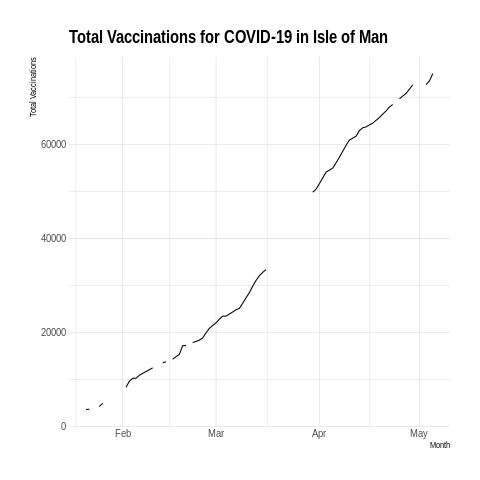 Total Vaccinations for COVID-19 in Isle of Man
Total Vaccinations
60000
40000
20000
0
Feb Mar Apr May
Month